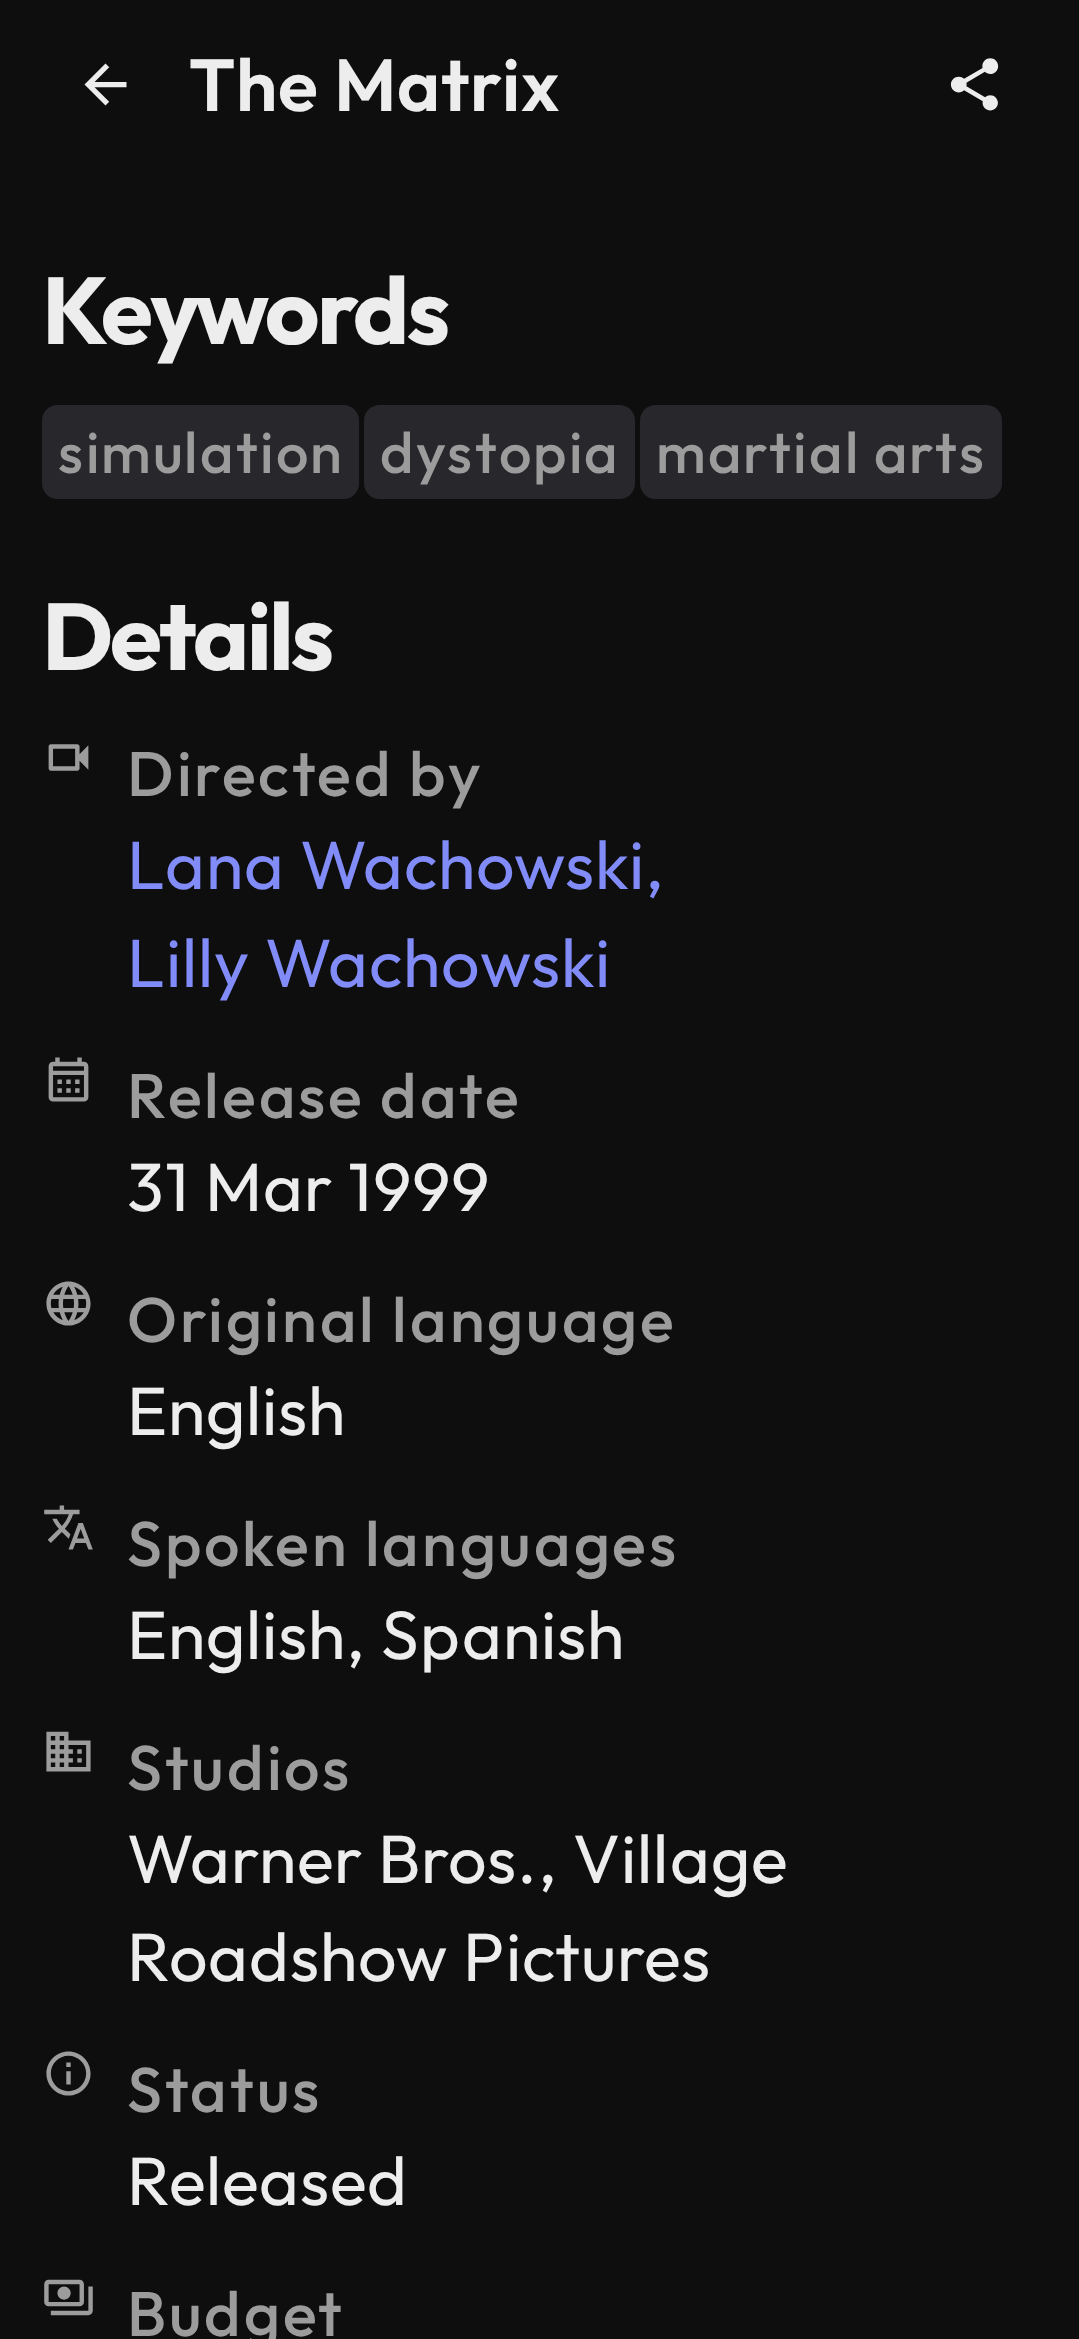 The Matrix
Keywords
simulation dystopia martial arts
Details
Directed by
Lana Wachowski,
Lilly Wachowski
Release date
31 Mar 1999
Original language
English
Spoken languages
English, Spanish
Studios
Warner Bros., Village
Roadshow Pictures
Status
Released
Budget